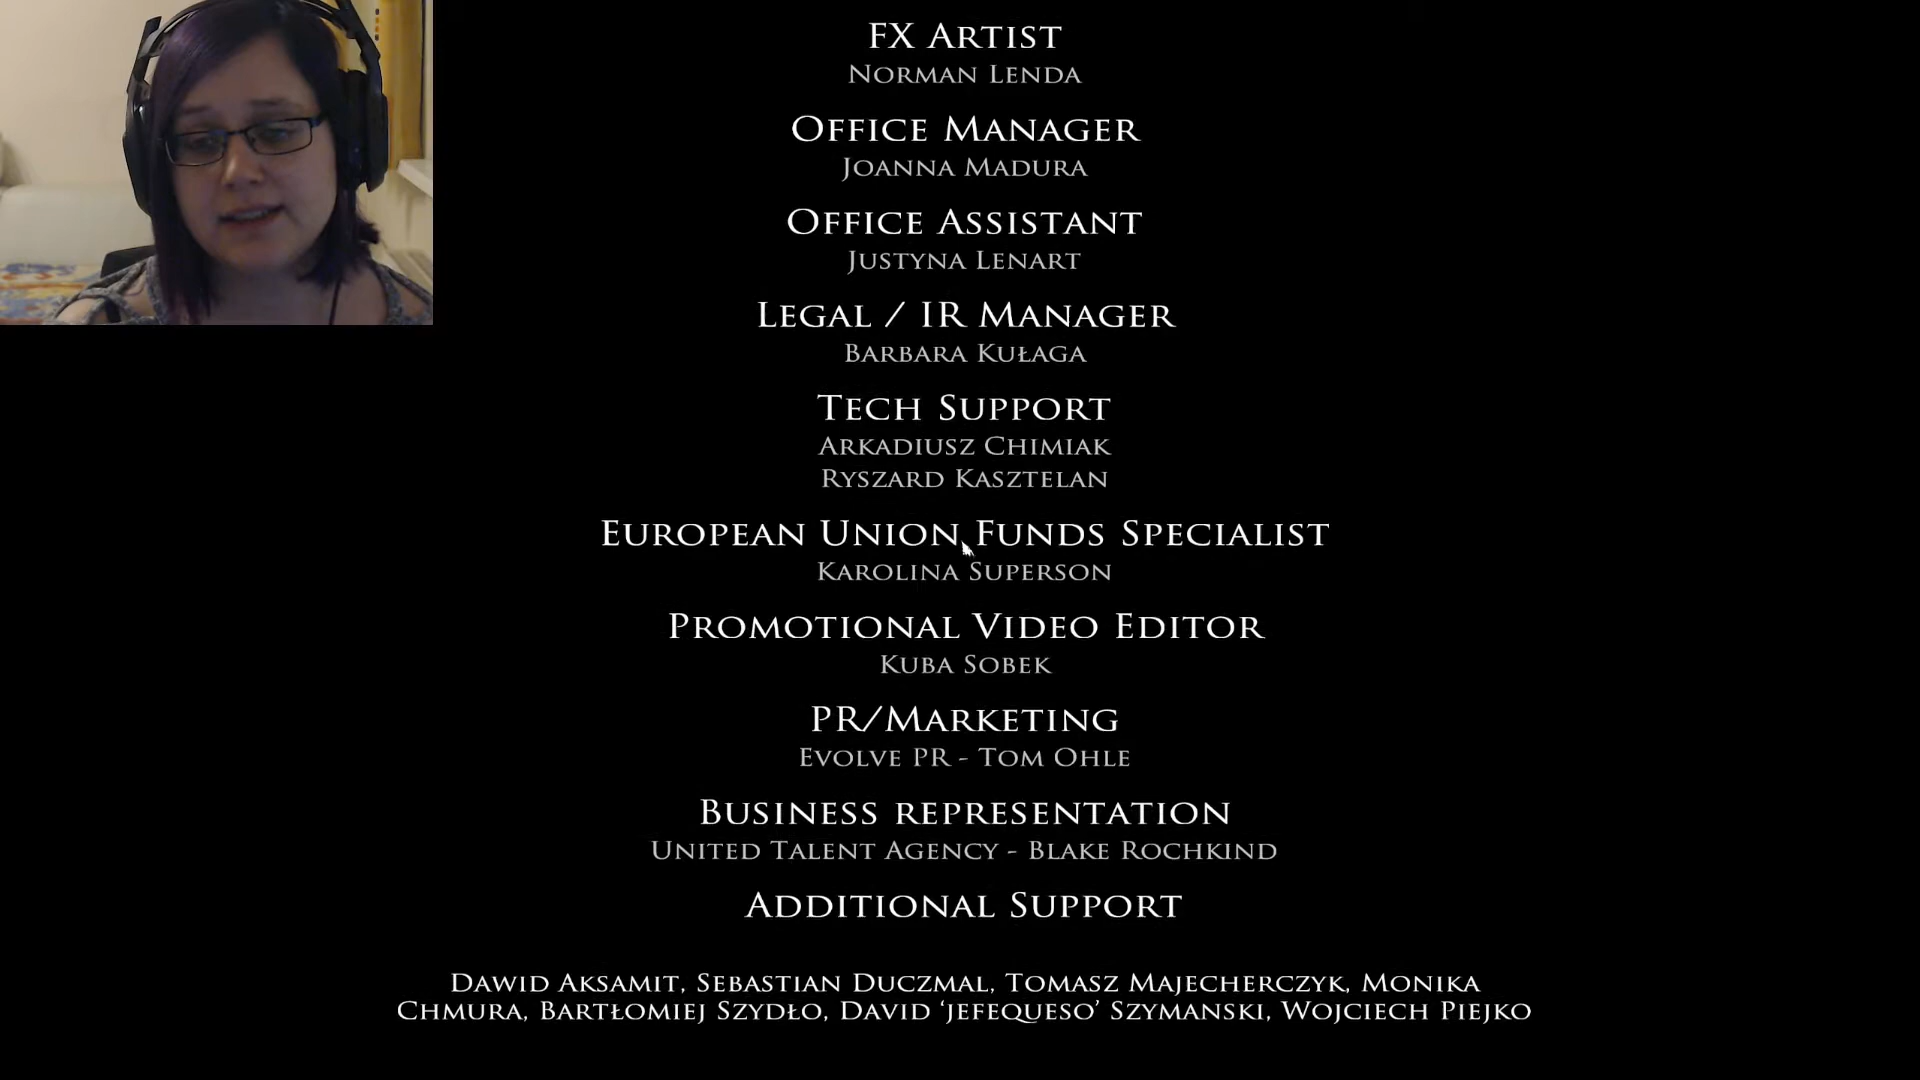 FX Artist
Norman Lenda
Office Manager
Joanna Madura
Office Assistant
Justyna Lenart
Legal / IR Manager
Barbara Kułaga
Tech Support
Arkadiusz Chimiak
Ryszard Kasztelan
European Union Funds Specialist
Karolina Superson
Promotional Video Editor
Kuba Sobek
PR/Marketing
Evolve PR - Tom Ohle
Business representation
United Talent Agency - Blake Rochkind
Additional Support
Dawid Aksamit, Sebastian Duczmal, Tomasz Majecherczyk, Monika
Chmura, Bartłomiej Szydło, David ‘jefequeso’ Szymanski, Wojciech Piejko